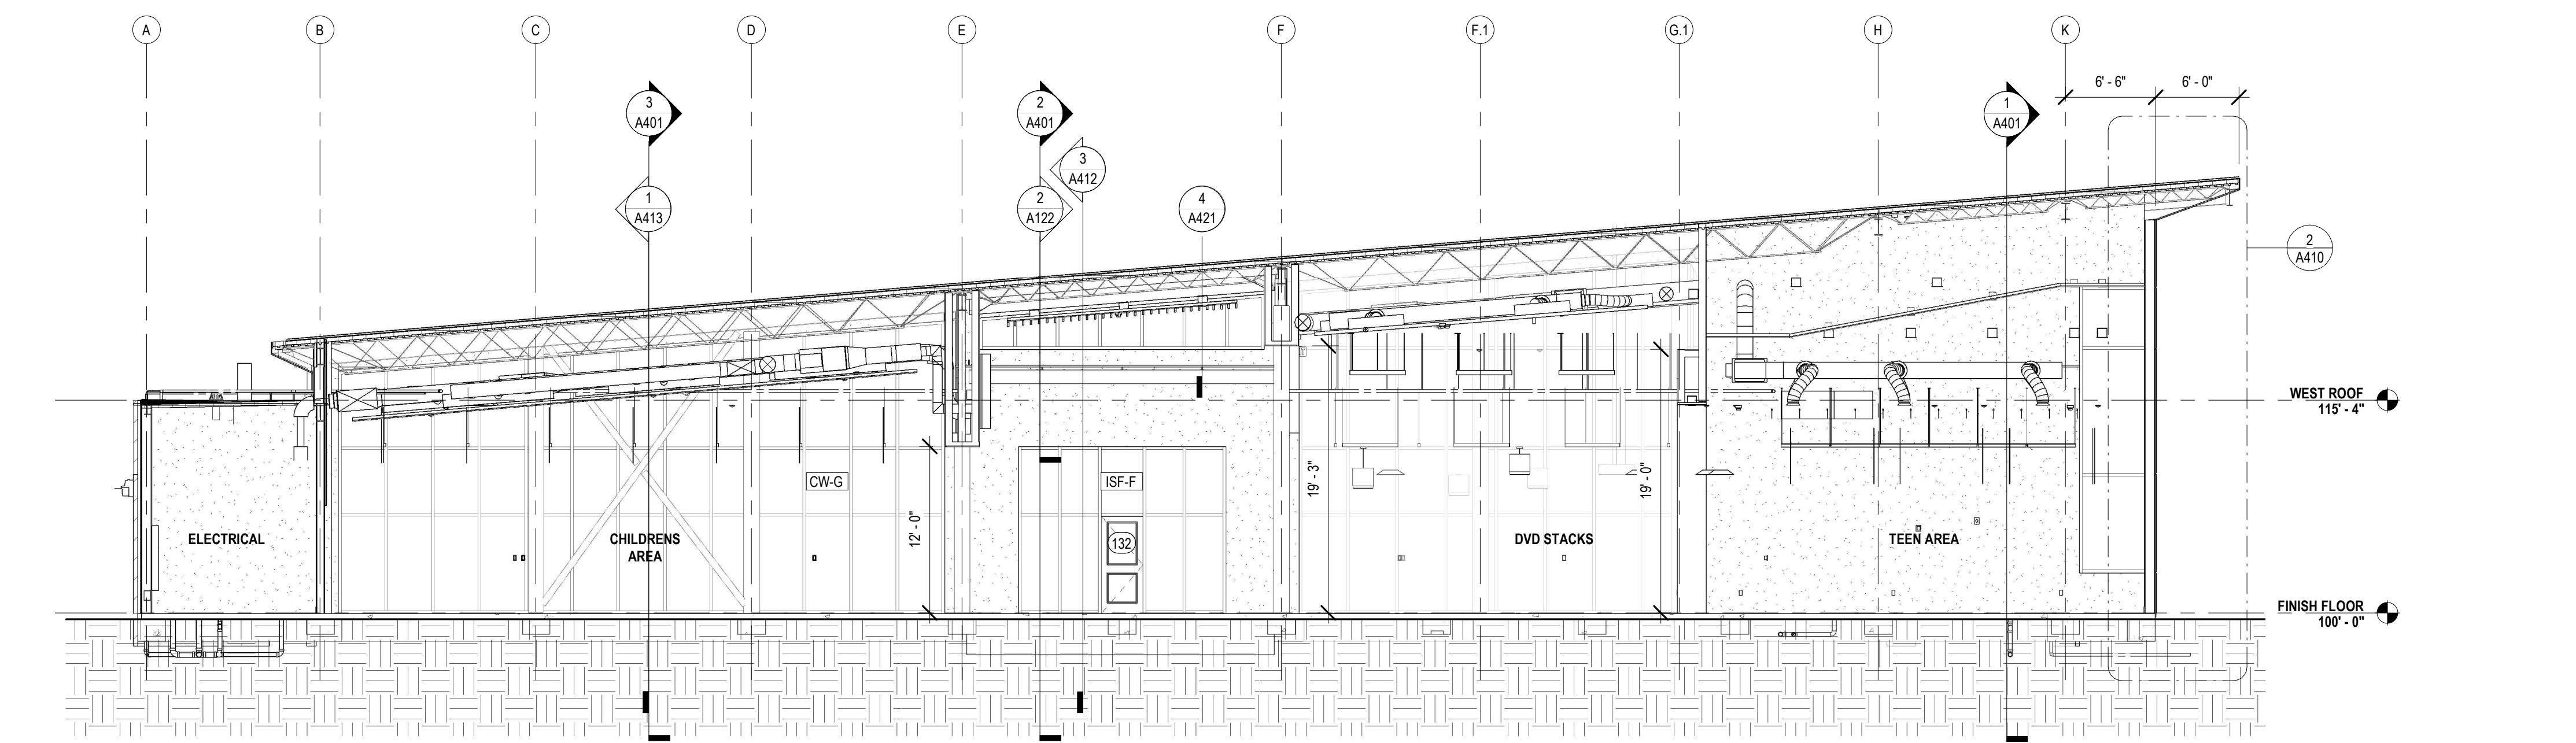 A
B
C
D
E
F
F.1
G.1
H
K
6' - 6"
6' - 0"
3
A401
2
A401
1
A401
3
A412
1
A413
2
A122
4
A421
2
A410
WEST ROOF
115' - 4"
CW-G
ISF-F
19' - 3"
19' - 0"
12' - 0"
ELECTRICAL
CHILDRENS
AREA
132
DVD STACKS
TEEN AREA
FINISH FLOOR
100' - 0"